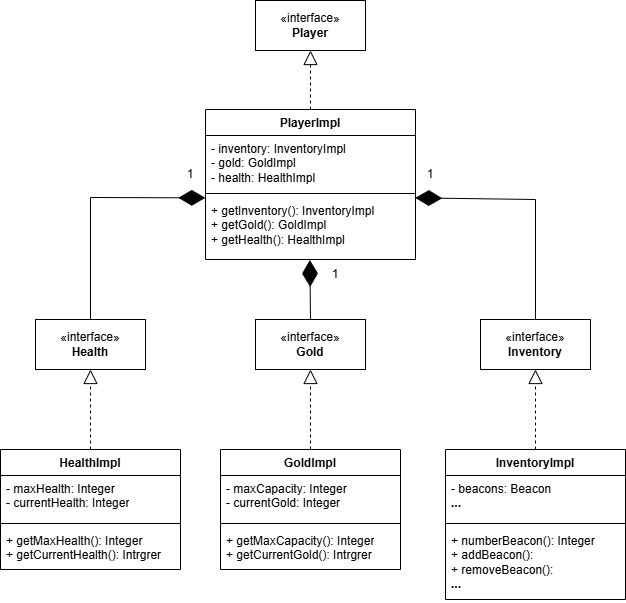 «interface»
Player
PlayerImpl
- inventory: InventoryImpl
- gold: GoldImpl
- health: HealthImpl
+ getInventory(): InventoryImpl
+ getGold(): GoldImpl
+ getHealth(): HealthImpl
1
1
1
«interface»
Health
«interface»
Gold
«interface»
Inventory
HealthImpl
- maxHealth: Integer
- currentHealth: Integer
+ getMaxHealth(): Integer
+ getCurrentHealth(): Intrgrer
GoldImpl
- maxCapacity: Integer
- currentGold: Integer
+ getMaxCapacity(): Integer
+ getCurrentGold(): Intrgrer
InventoryImpl
- beacons: Beacon
...
+ numberBeacon(): Integer
+ addBeacon():
+ removeBeacon():
...